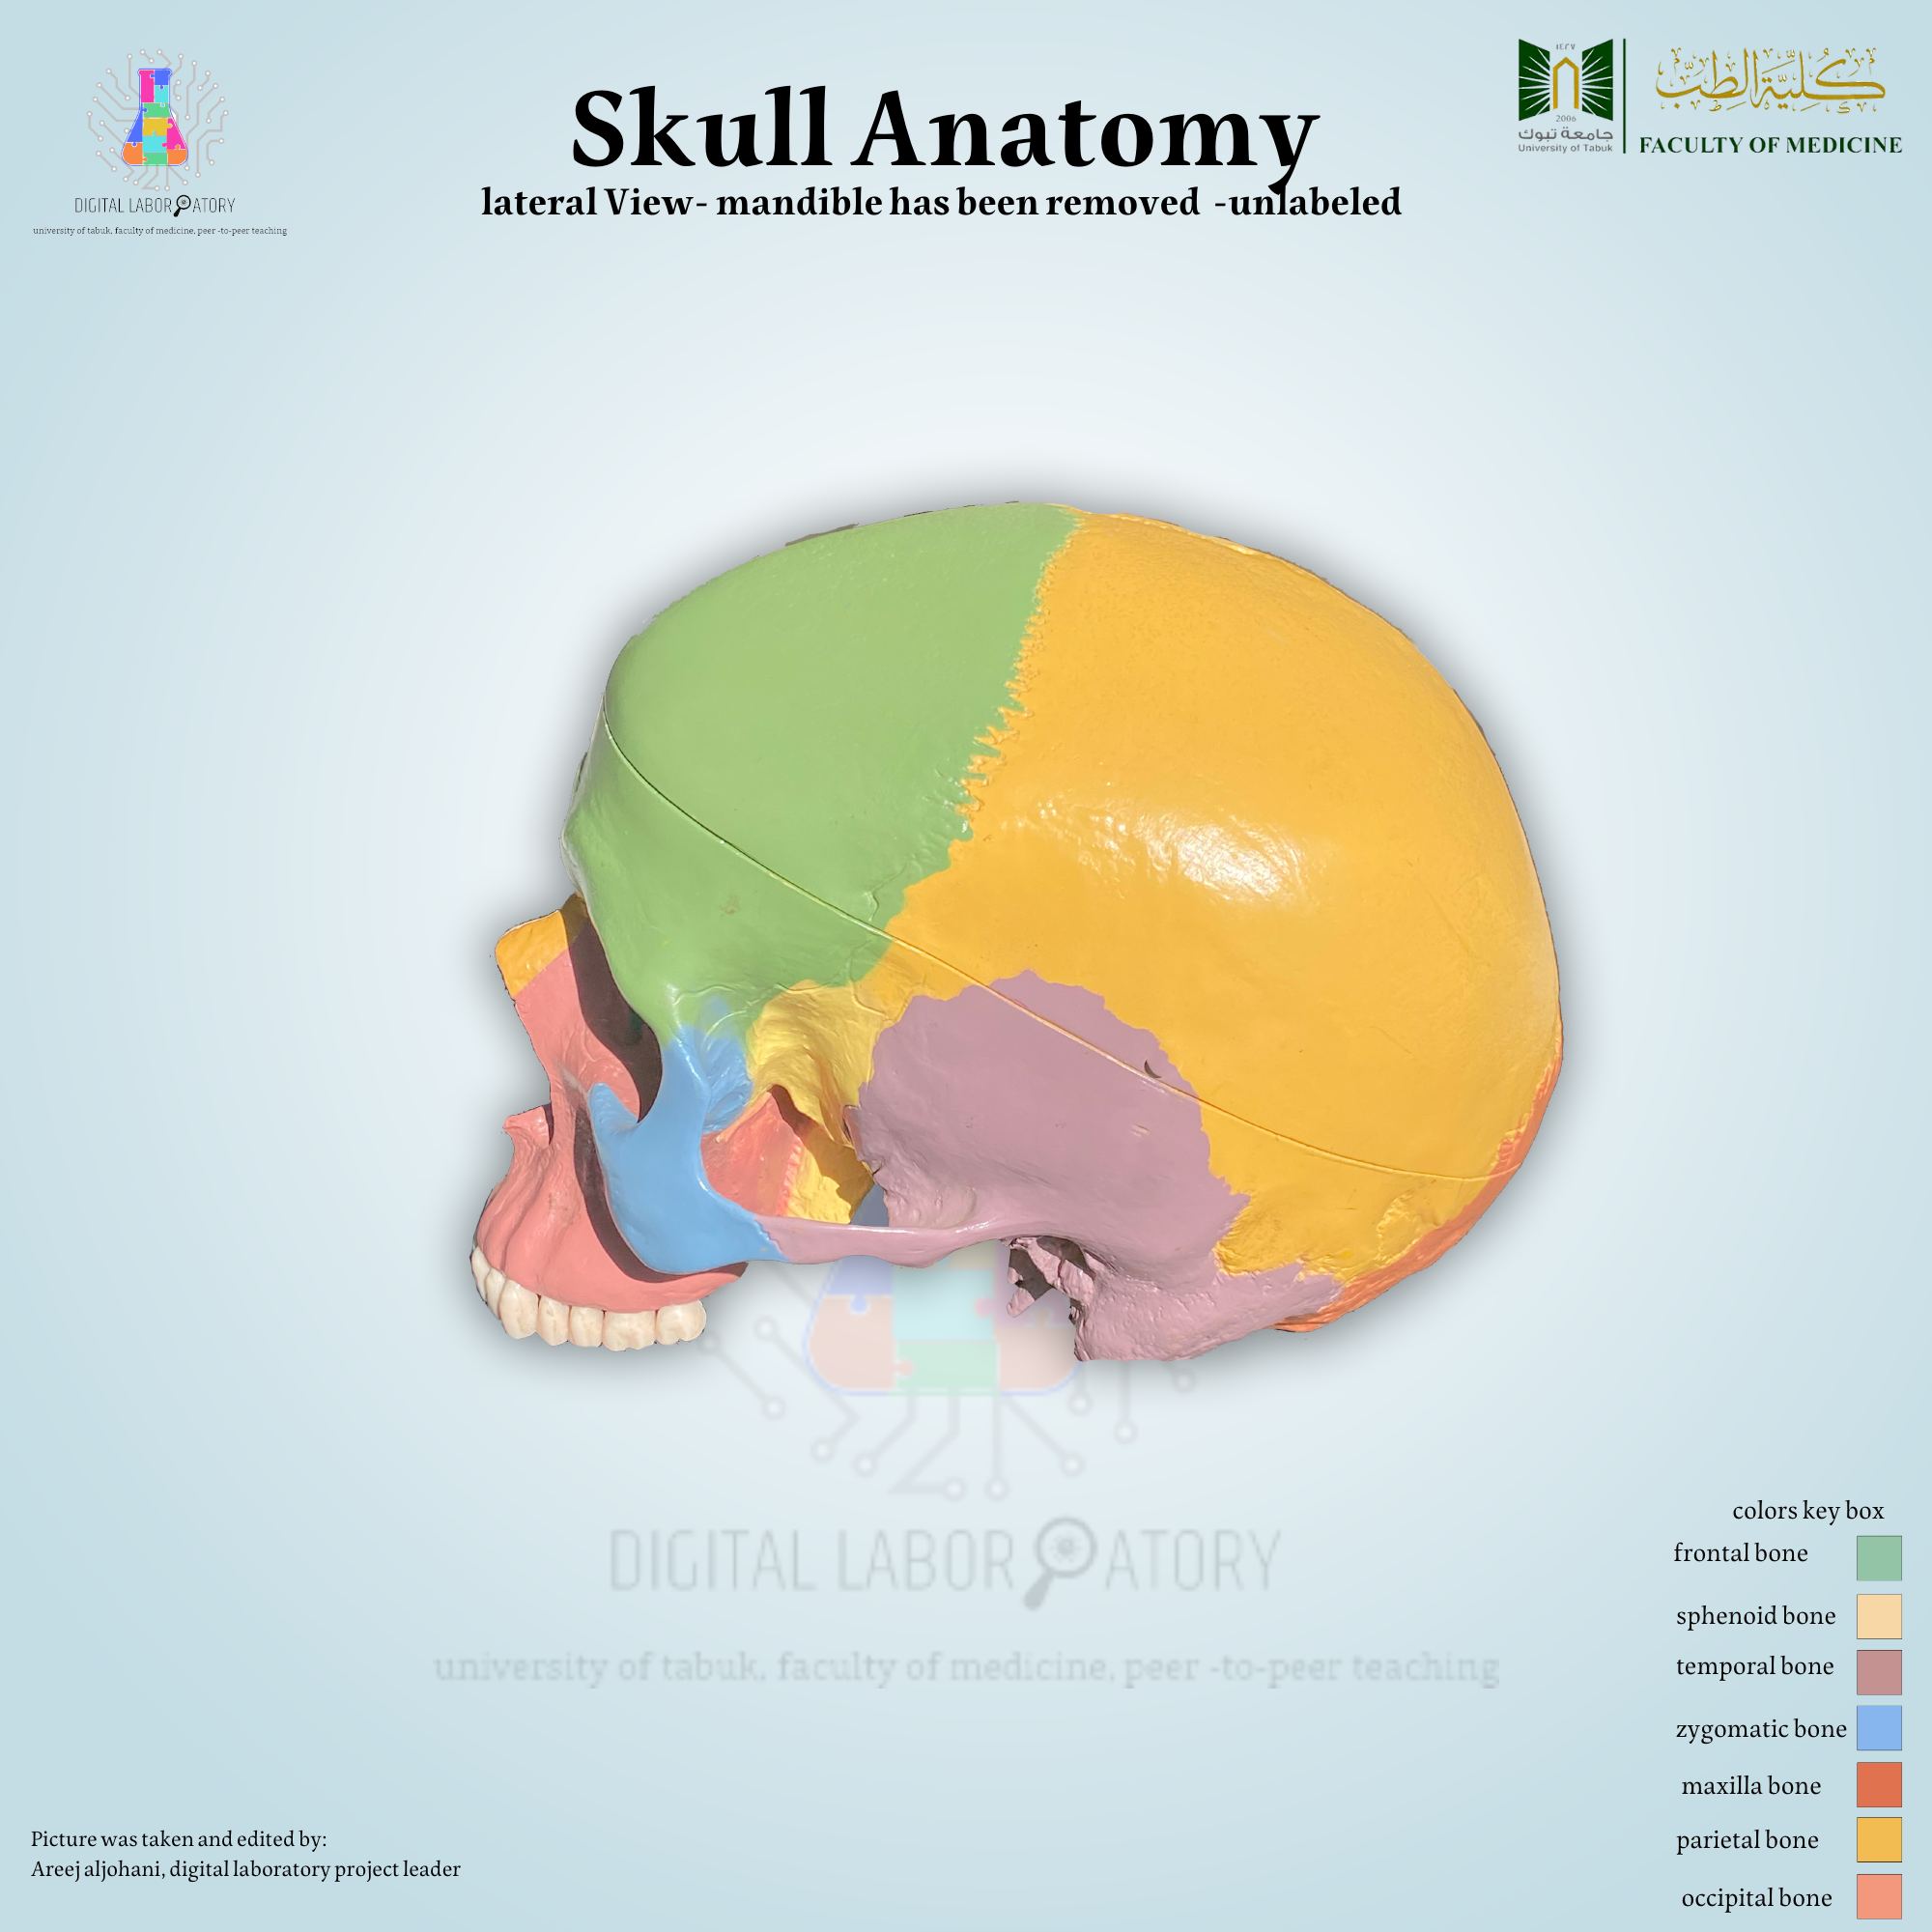 Skull Anatomy
lateral View- mandible has been removed -unlabeled
DIGITAL LABORATORY
university of tabuk, faculty of medicine, peer -to-peer teaching
١٤٢٧
2006
جامعة تبوك
University of Tabuk
كلية الطب
FACULTY OF MEDICINE
DIGITAL LABORATORY
university of tabuk, faculty of medicine, peer -to-peer teaching
colors key box
frontal bone
sphenoid bone
temporal bone
zygomatic bone
maxilla bone
parietal bone
occipital bone
Picture was taken and edited by:
Areej aljohani, digital laboratory project leader